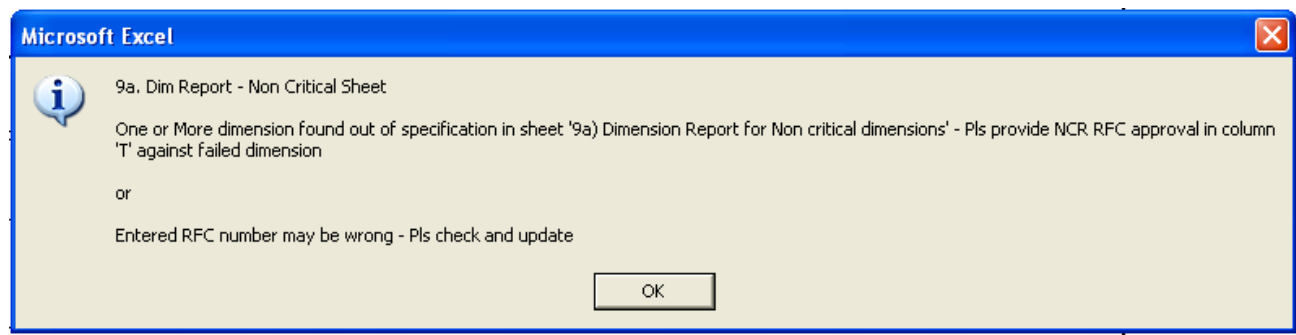 Microsoft Excel
9a. Dim Report - Non Critical Sheet
One or More dimension found out of specification in sheet '9a) Dimension Report for Non critical dimensions' - Pls provide NCR RFC approval in column
'T' against failed dimension
or
Entered RFC number may be wrong - Pls check and update
OK